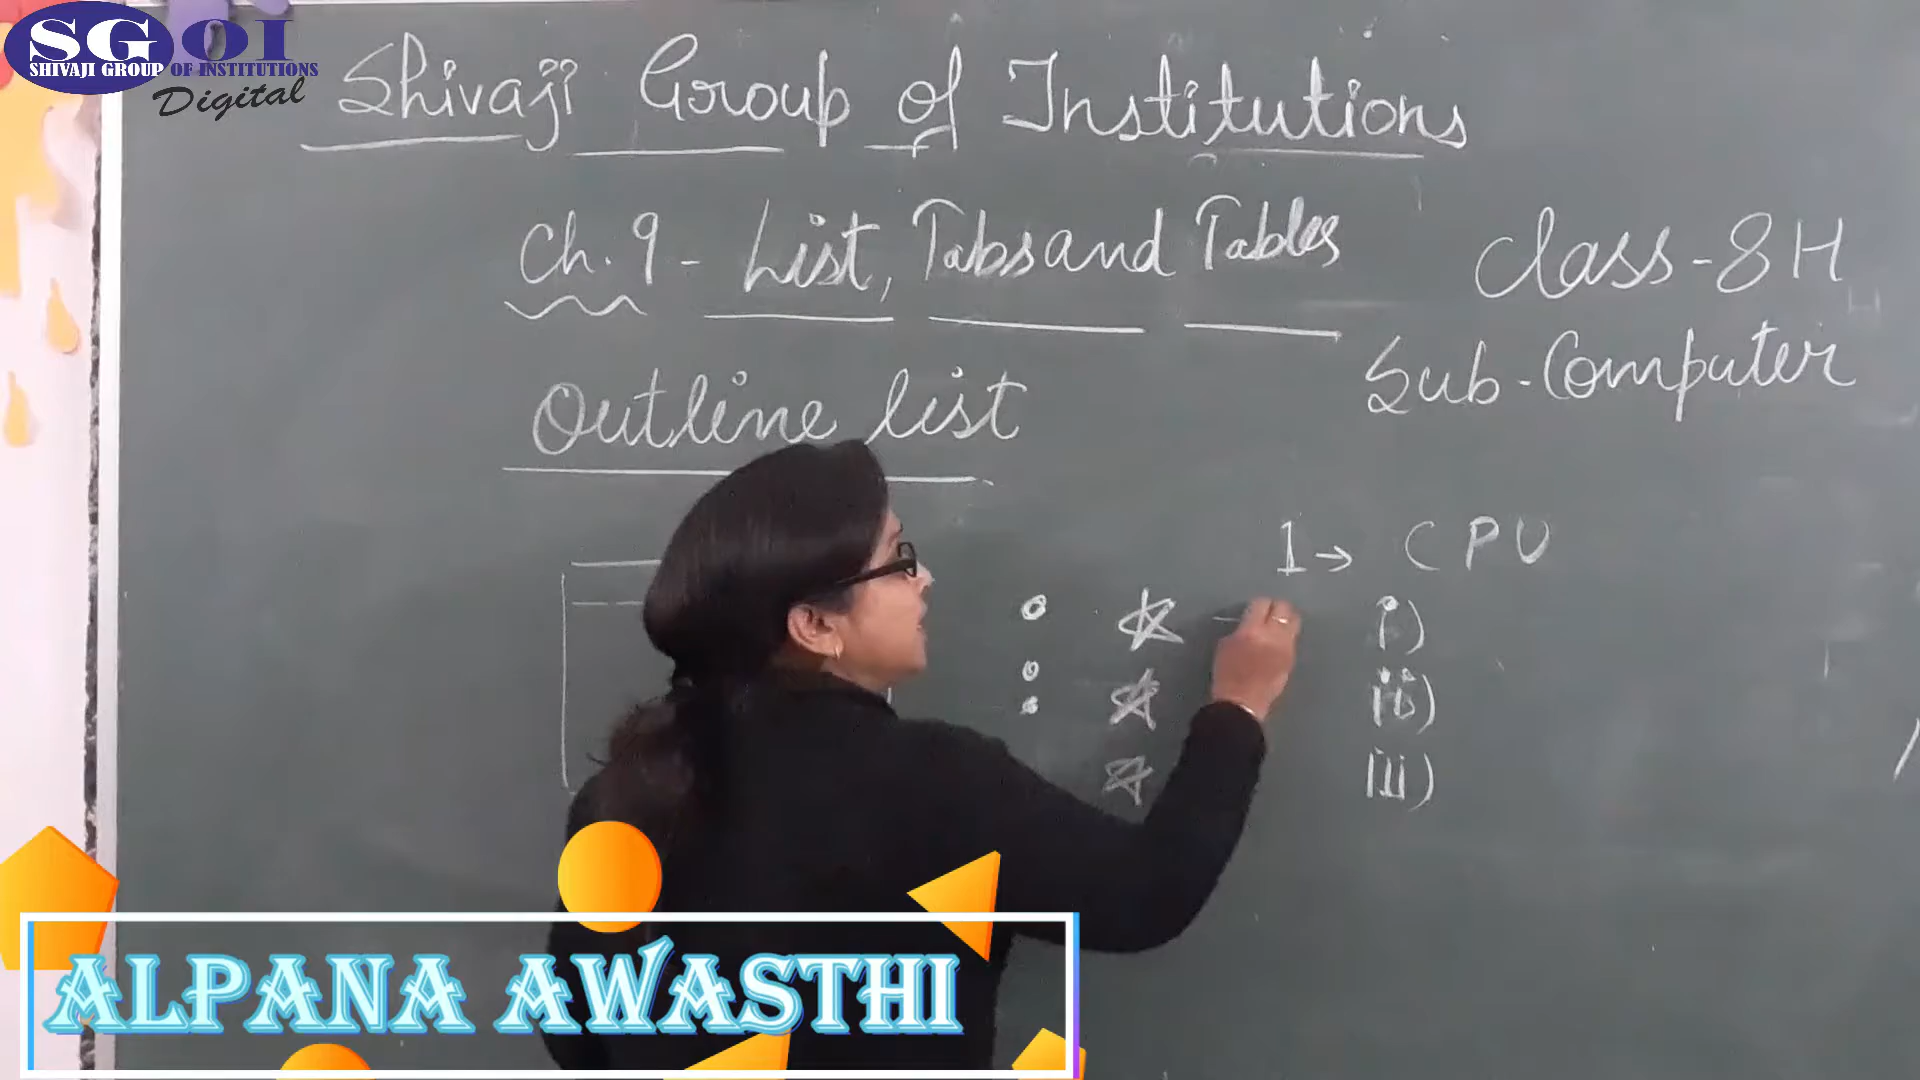 SGOI
SHIVAJI GROUP OF INSTITUTIONS
Digital
Shivaji Group of Institutions
Ch. 9 - List, Tabs and Tables
Class - 8 H
Sub - Computer
Outline list
1 → CPU
i)
ii)
iii)
ALPANA AWASTHI